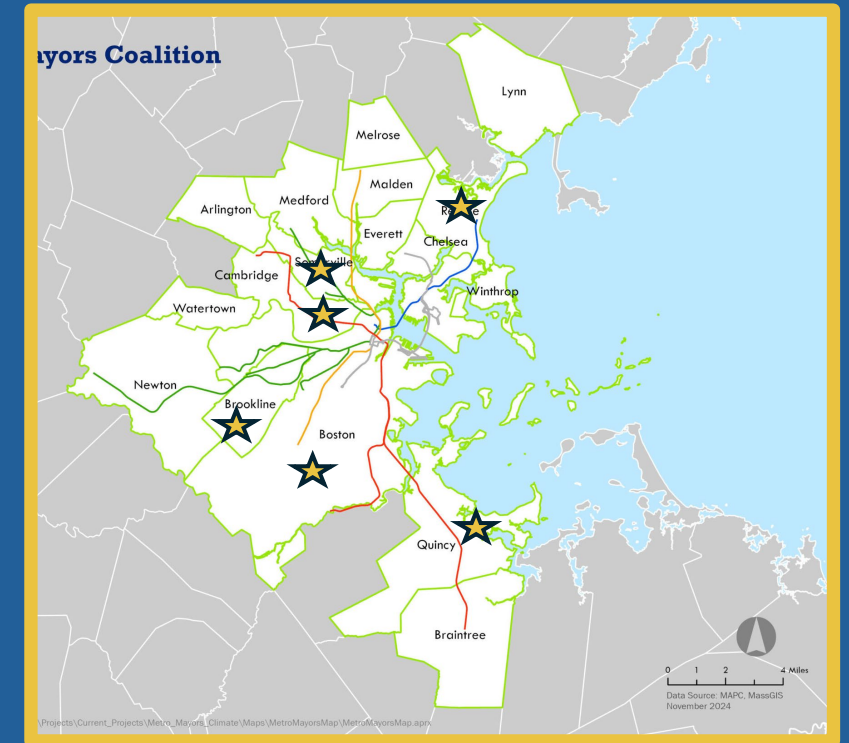 ayors Coalition
Lynn
Melrose
Malden
Medford
Arlington
Everett
Chelsea
Cambridge
Winthrop
Watertown
Newton
Brookline
Boston
Quincy
Braintree
0 1 2 4 Miles
Data Source: MAPC, MassGIS
November 2024
\Projects\Current_Projects\Metro_Mayors_Climate\Maps\MetroMayorsMap\MetroMayorsMap.aprx